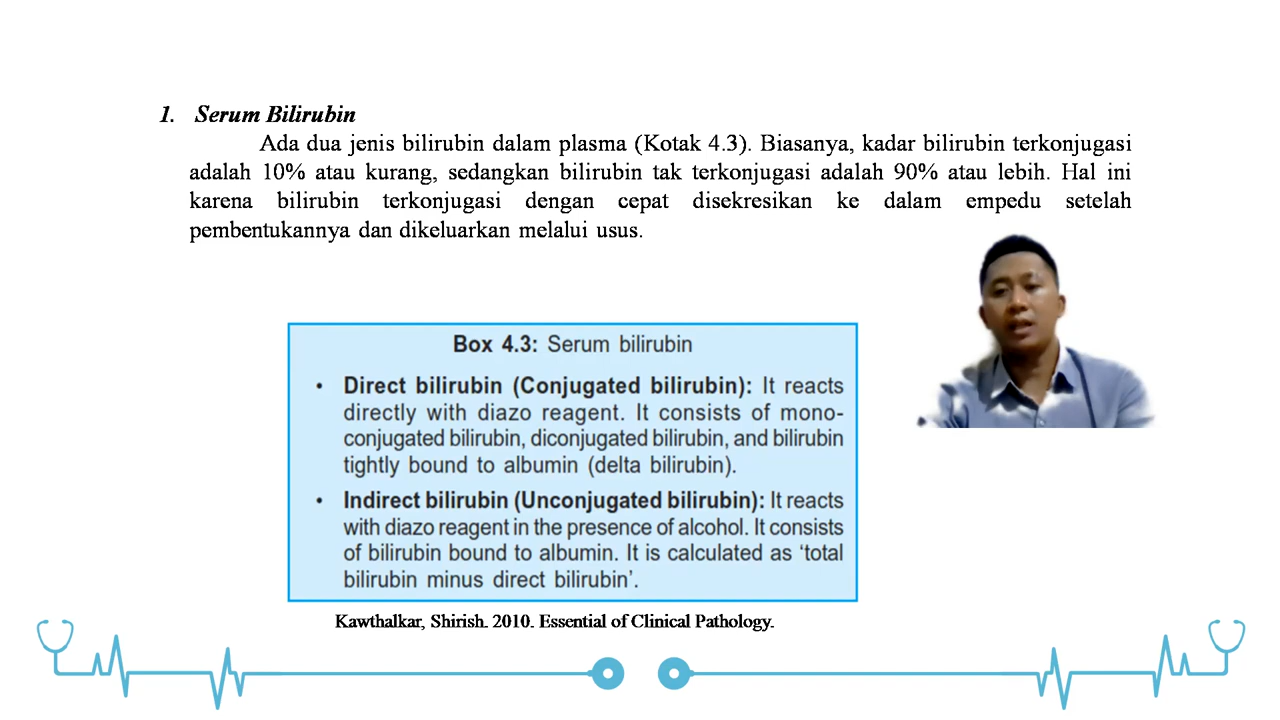 1. Serum Bilirubin
Ada dua jenis bilirubin dalam plasma (Kotak 4.3). Biasanya, kadar bilirubin terkonjugasi
adalah 10% atau kurang, sedangkan bilirubin tak terkonjugasi adalah 90% atau lebih. Hal ini
karena bilirubin terkonjugasi dengan cepat disekresikan ke dalam empedu setelah
pembentukannya dan dikeluarkan melalui usus.
Box 4.3: Serum bilirubin
• Direct bilirubin (Conjugated bilirubin): It reacts
directly with diazo reagent. It consists of mono-
conjugated bilirubin, diconjugated bilirubin, and bilirubin
tightly bound to albumin (delta bilirubin).
• Indirect bilirubin (Unconjugated bilirubin): It reacts
with diazo reagent in the presence of alcohol. It consists
of bilirubin bound to albumin. It is calculated as ‘total
bilirubin minus direct bilirubin’.
Kawthalkar, Shirish. 2010. Essential of Clinical Pathology.